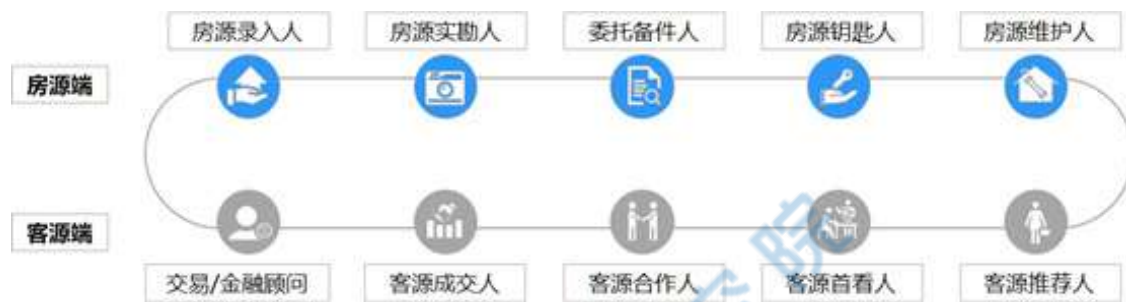 房源录入人
房源实勘人
委托备件人
房源钥匙人
房源维护人
房源端
客源端
交易/金融顾问
客源成交人
客源合作人
客源首看人
客源推荐人
院